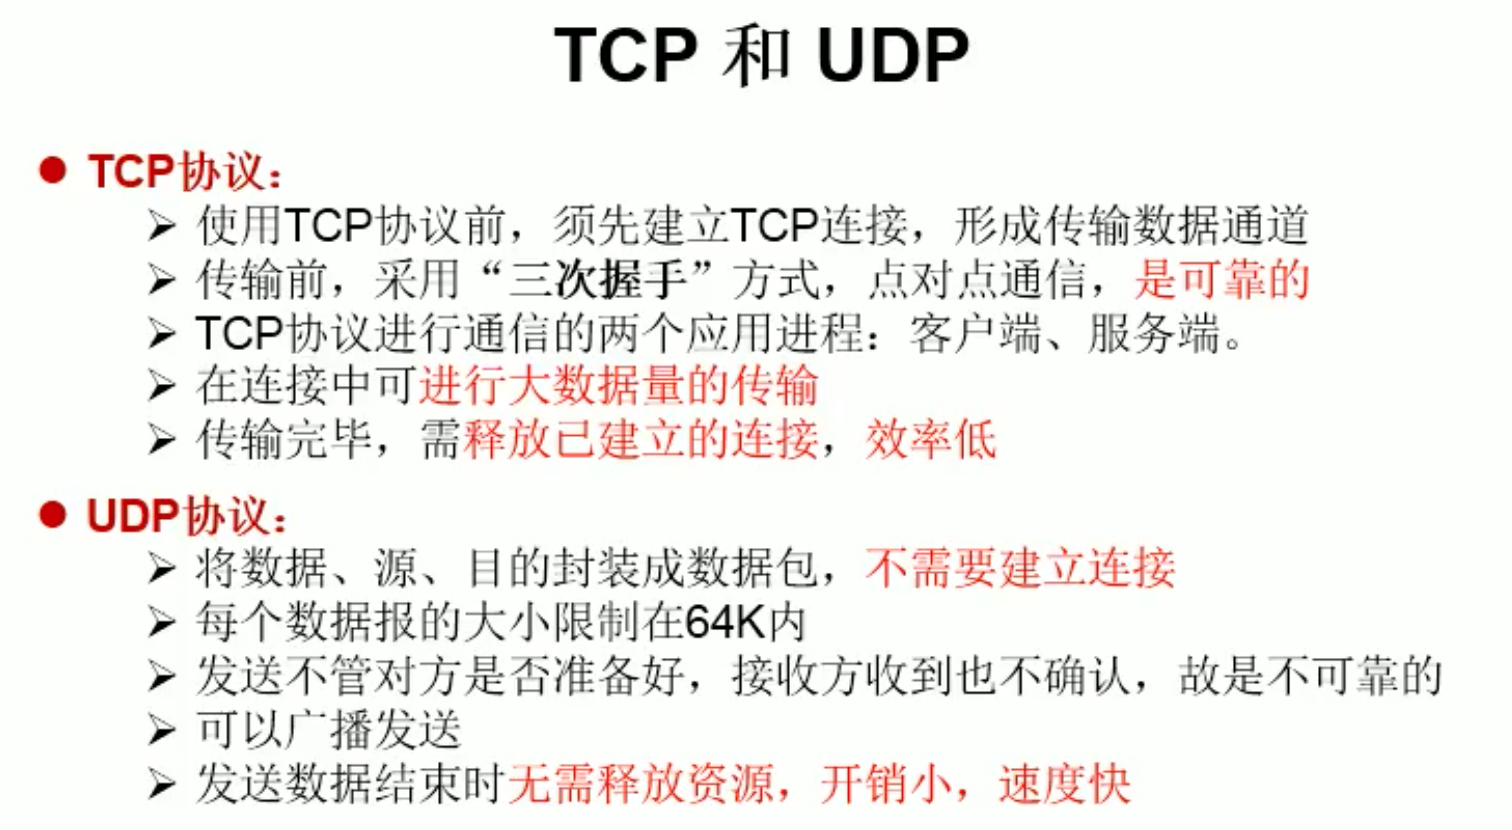 TCP 和 UDP
TCP协议：
使用TCP协议前，须先建立TCP连接，形成传输数据通道
传输前，采用“三次握手”方式，点对点通信，是可靠的
TCP协议进行通信的两个应用进程：客户端、服务端。
在连接中可进行大数据量的传输
传输完毕，需释放已建立的连接，效率低
UDP协议：
将数据、源、目的封装成数据包，不需要建立连接
每个数据报的大小限制在64K内
发送不管对方是否准备好，接收方收到也不确认，故是不可靠的
可以广播发送
发送数据结束时无需释放资源，开销小，速度快